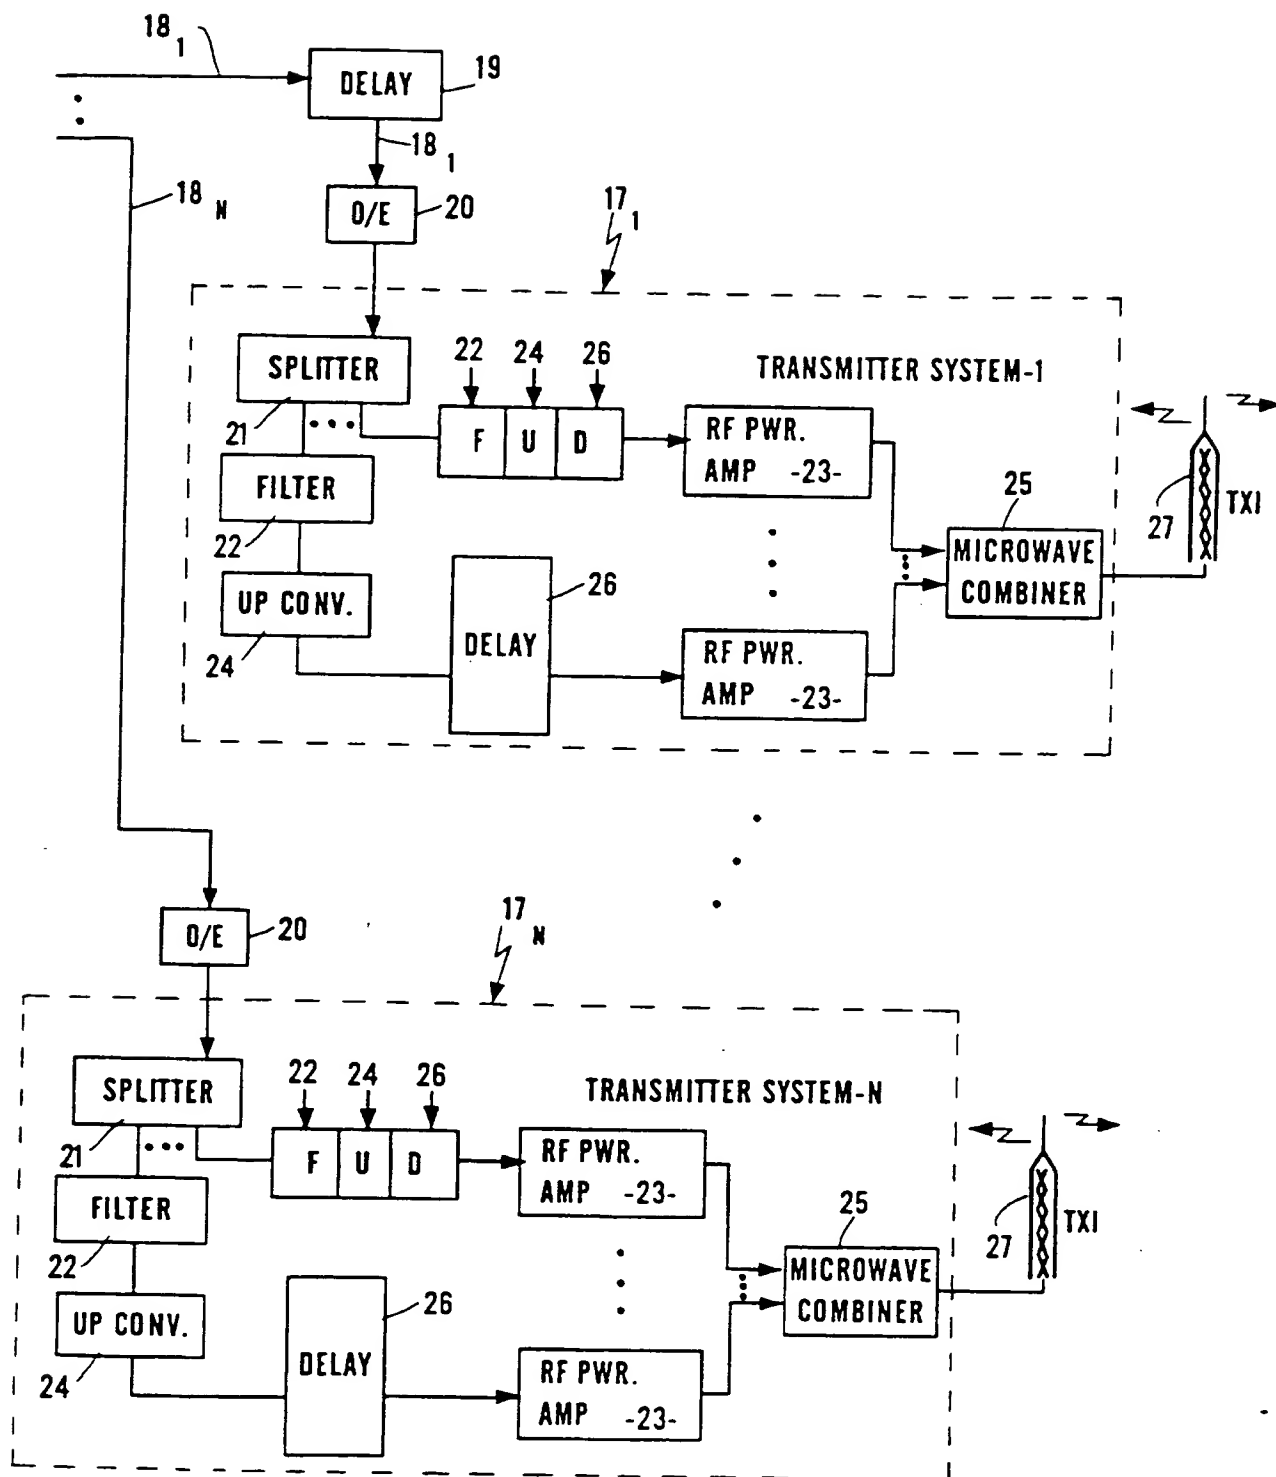 18 1
DELAY 19
18 1
18 N
O/E 20
17 1
SPLITTER
22 24 26
TRANSMITTER SYSTEM-1
21
F U D
RF PWR.
AMP -23-
FILTER
22
25
27 TX1
MICROWAVE
COMBINER
UP CONV.
24
26
DELAY
RF PWR.
AMP -23-
O/E 20
17 N
SPLITTER
22 24 26
TRANSMITTER SYSTEM-N
21
F U D
RF PWR.
AMP -23-
FILTER
22
25
27 TX1
MICROWAVE
COMBINER
UP CONV.
24
26
DELAY
RF PWR.
AMP -23-